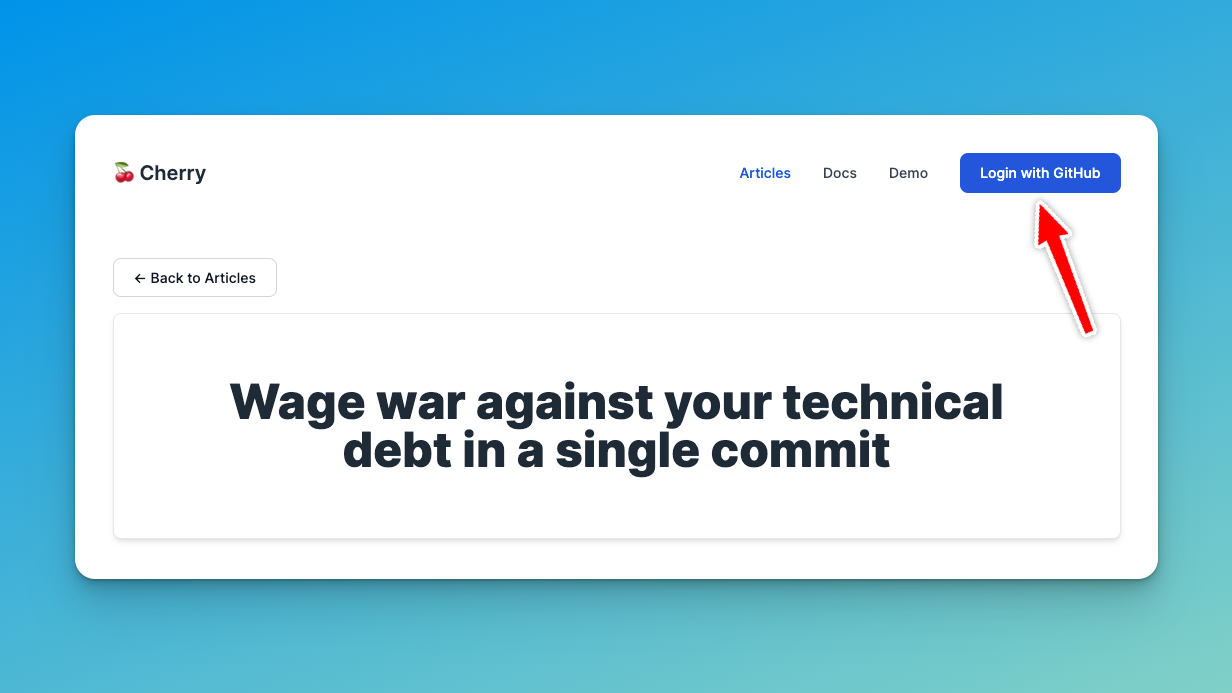 🍒 Cherry
Articles
Docs
Demo
Login with GitHub
← Back to Articles
Wage war against your technical
debt in a single commit